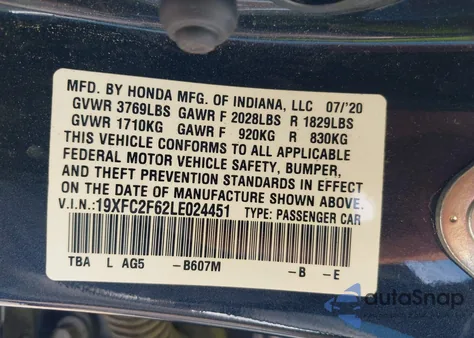 MFD. BY HONDA MFG. OF INDIANA, LLC 07/'20
GVWR 3769LBS GAWR F 2028LBS R 1829LBS
GVWR 1710KG GAWR F 920KG R 830KG
THIS VEHICLE CONFORMS TO ALL APPLICABLE
FEDERAL MOTOR VEHICLE SAFETY, BUMPER,
AND THEFT PREVENTION STANDARDS IN EFFECT
ON THE DATE OF MANUFACTURE SHOWN ABOVE.
V.I.N.:19XFC2F62LE024451 TYPE: PASSENGER CAR
TBA L AG5 -B607M -B -E
autoSnap